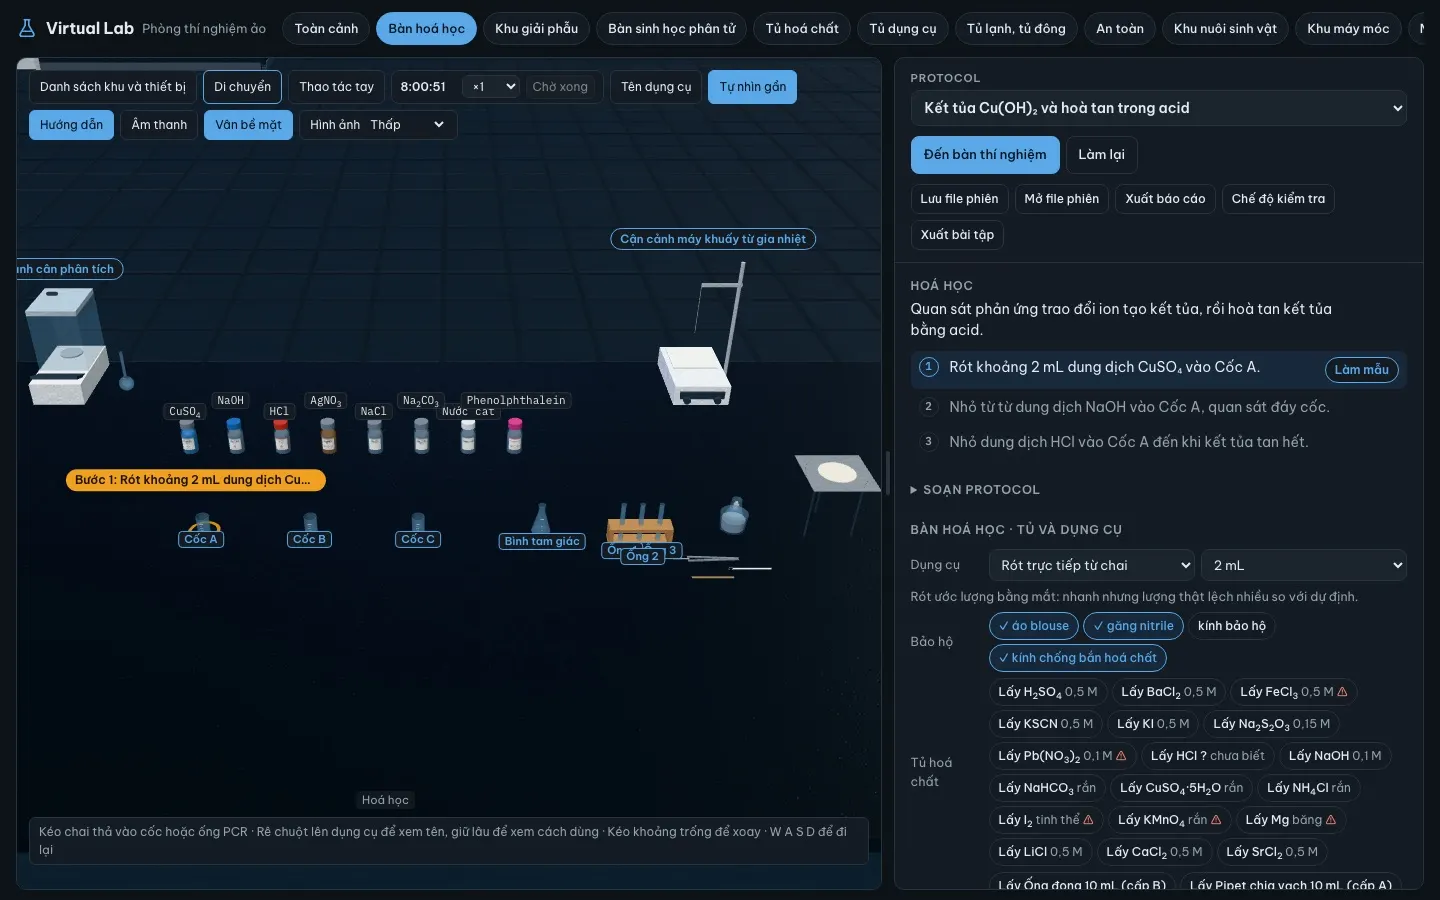 Virtual Lab Phòng thí nghiệm ảo Toàn cảnh Bàn hoá học Khu giải phẫu Bàn sinh học phân tử Tủ hoá chất Tủ dụng cụ Tủ lạnh, tủ đông An toàn Khu nuôi sinh vật Khu máy móc
Danh sách khu và thiết bị Di chuyển Thao tác tay 8:00:51 ×1 Chờ xong Tên dụng cụ Tự nhìn gần
Hướng dẫn Âm thanh Vân bề mặt Hình ảnh Thấp
Cận cảnh máy khuấy từ gia nhiệt
ảnh cân phân tích
CuSO₄ NaOH HCl AgNO₃ NaCl Na₂CO₃ Nước cất Phenolphthalein
Bước 1: Rót khoảng 2 mL dung dịch Cu...
Cốc A Cốc B Cốc C Bình tam giác Ống 2 3
Hoá học
Kéo chai thả vào cốc hoặc ống PCR · Rê chuột lên dụng cụ để xem tên, giữ lâu để xem cách dùng · Kéo khoảng trống để xoay · W A S D để đi
lại
PROTOCOL
Kết tủa Cu(OH)₂ và hoà tan trong acid
Đến bàn thí nghiệm Làm lại
Lưu file phiên Mở file phiên Xuất báo cáo Chế độ kiểm tra
Xuất bài tập
HOÁ HỌC
Quan sát phản ứng trao đổi ion tạo kết tủa, rồi hoà tan kết tủa
bằng acid.
1 Rót khoảng 2 mL dung dịch CuSO₄ vào Cốc A. Làm mẫu
2 Nhỏ từ từ dung dịch NaOH vào Cốc A, quan sát đáy cốc.
3 Nhỏ dung dịch HCl vào Cốc A đến khi kết tủa tan hết.
▶ SOẠN PROTOCOL
BÀN HOÁ HỌC · TỦ VÀ DỤNG CỤ
Dụng cụ Rót trực tiếp từ chai 2 mL
Rót ước lượng bằng mắt: nhanh nhưng lượng thật lệch nhiều so với dự định.
Bảo hộ ✓ áo blouse ✓ găng nitrile kính bảo hộ
✓ kính chống bắn hoá chất
Tủ hoá chất
Lấy H₂SO₄ 0,5 M Lấy BaCl₂ 0,5 M Lấy FeCl₃ 0,5 M ⚠
Lấy KSCN 0,5 M Lấy KI 0,5 M Lấy Na₂S₂O₃ 0,15 M
Lấy Pb(NO₃)₂ 0,1 M ⚠ Lấy HCl ? chưa biết Lấy NaOH 0,1 M
Lấy NaHCO₃ rắn Lấy CuSO₄·5H₂O rắn Lấy NH₄Cl rắn
Lấy I₂ tinh thể ⚠ Lấy KMnO₄ rắn ⚠ Lấy Mg băng ⚠
Lấy LiCl 0,5 M Lấy CaCl₂ 0,5 M Lấy SrCl₂ 0,5 M
Lấy Ống đong 10 mL (cấp B) Lấy Pipet chia vạch 10 mL (cấp A)